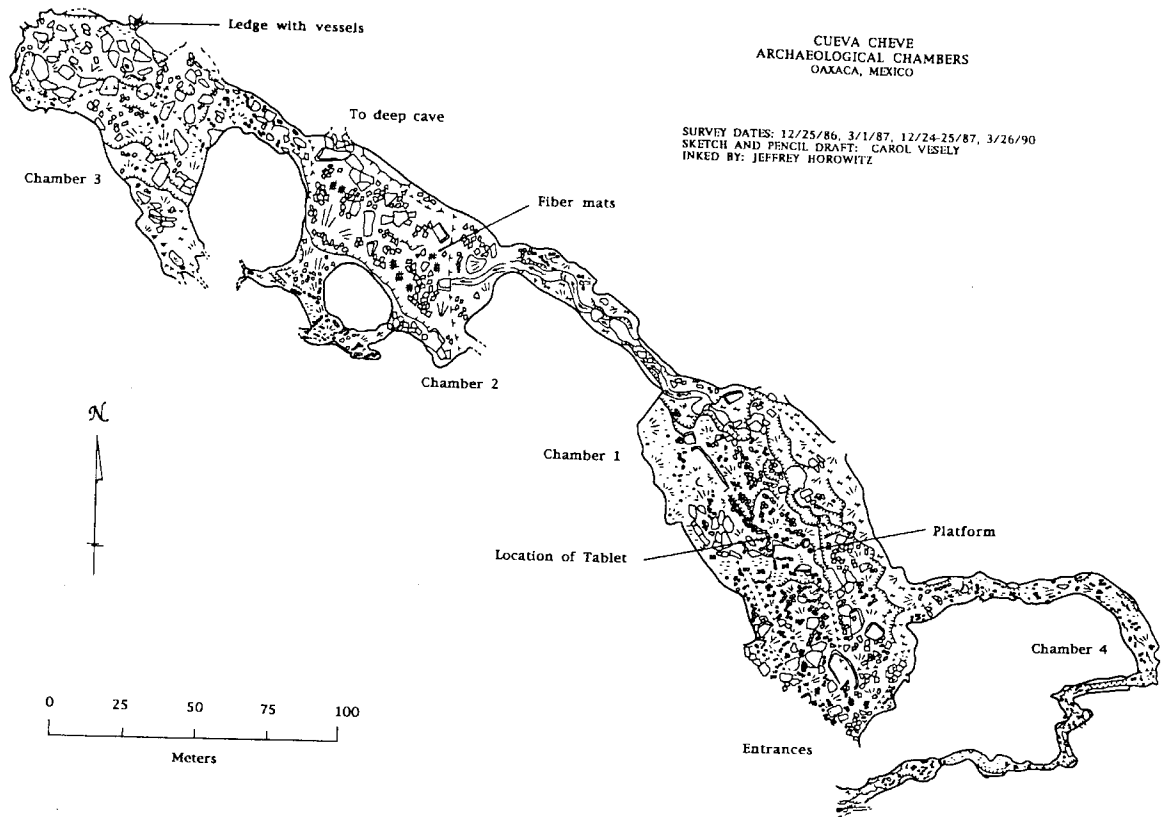 Ledge with vessels
CUEVA CHEVE
ARCHAEOLOGICAL CHAMBERS
OAXACA, MEXICO
To deep cave
SURVEY DATES: 12/25/86, 3/1/87, 12/24-25/87, 3/26/90
SKETCH AND PENCIL DRAFT: CAROL VESELY
INKED BY: JEFFREY HOROWITZ
Chamber 3
Fiber mats
Chamber 2
N
Chamber 1
Platform
Location of Tablet
Chamber 4
0 25 50 75 100
Meters
Entrances